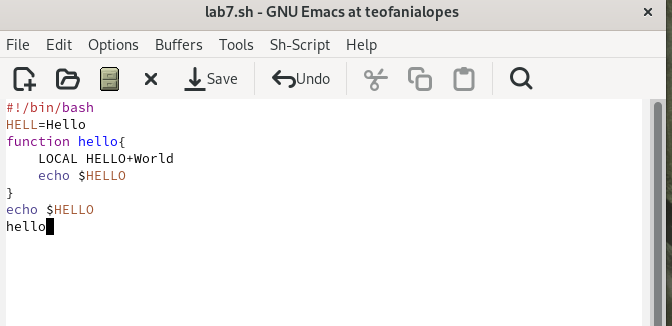 lab7.sh - GNU Emacs at teofanialopes
File Edit Options Buffers Tools Sh-Script Help
Save Undo
#!/bin/bash
HELL=Hello
function hello{
    LOCAL HELLO+World
    echo $HELLO
}
echo $HELLO
hello